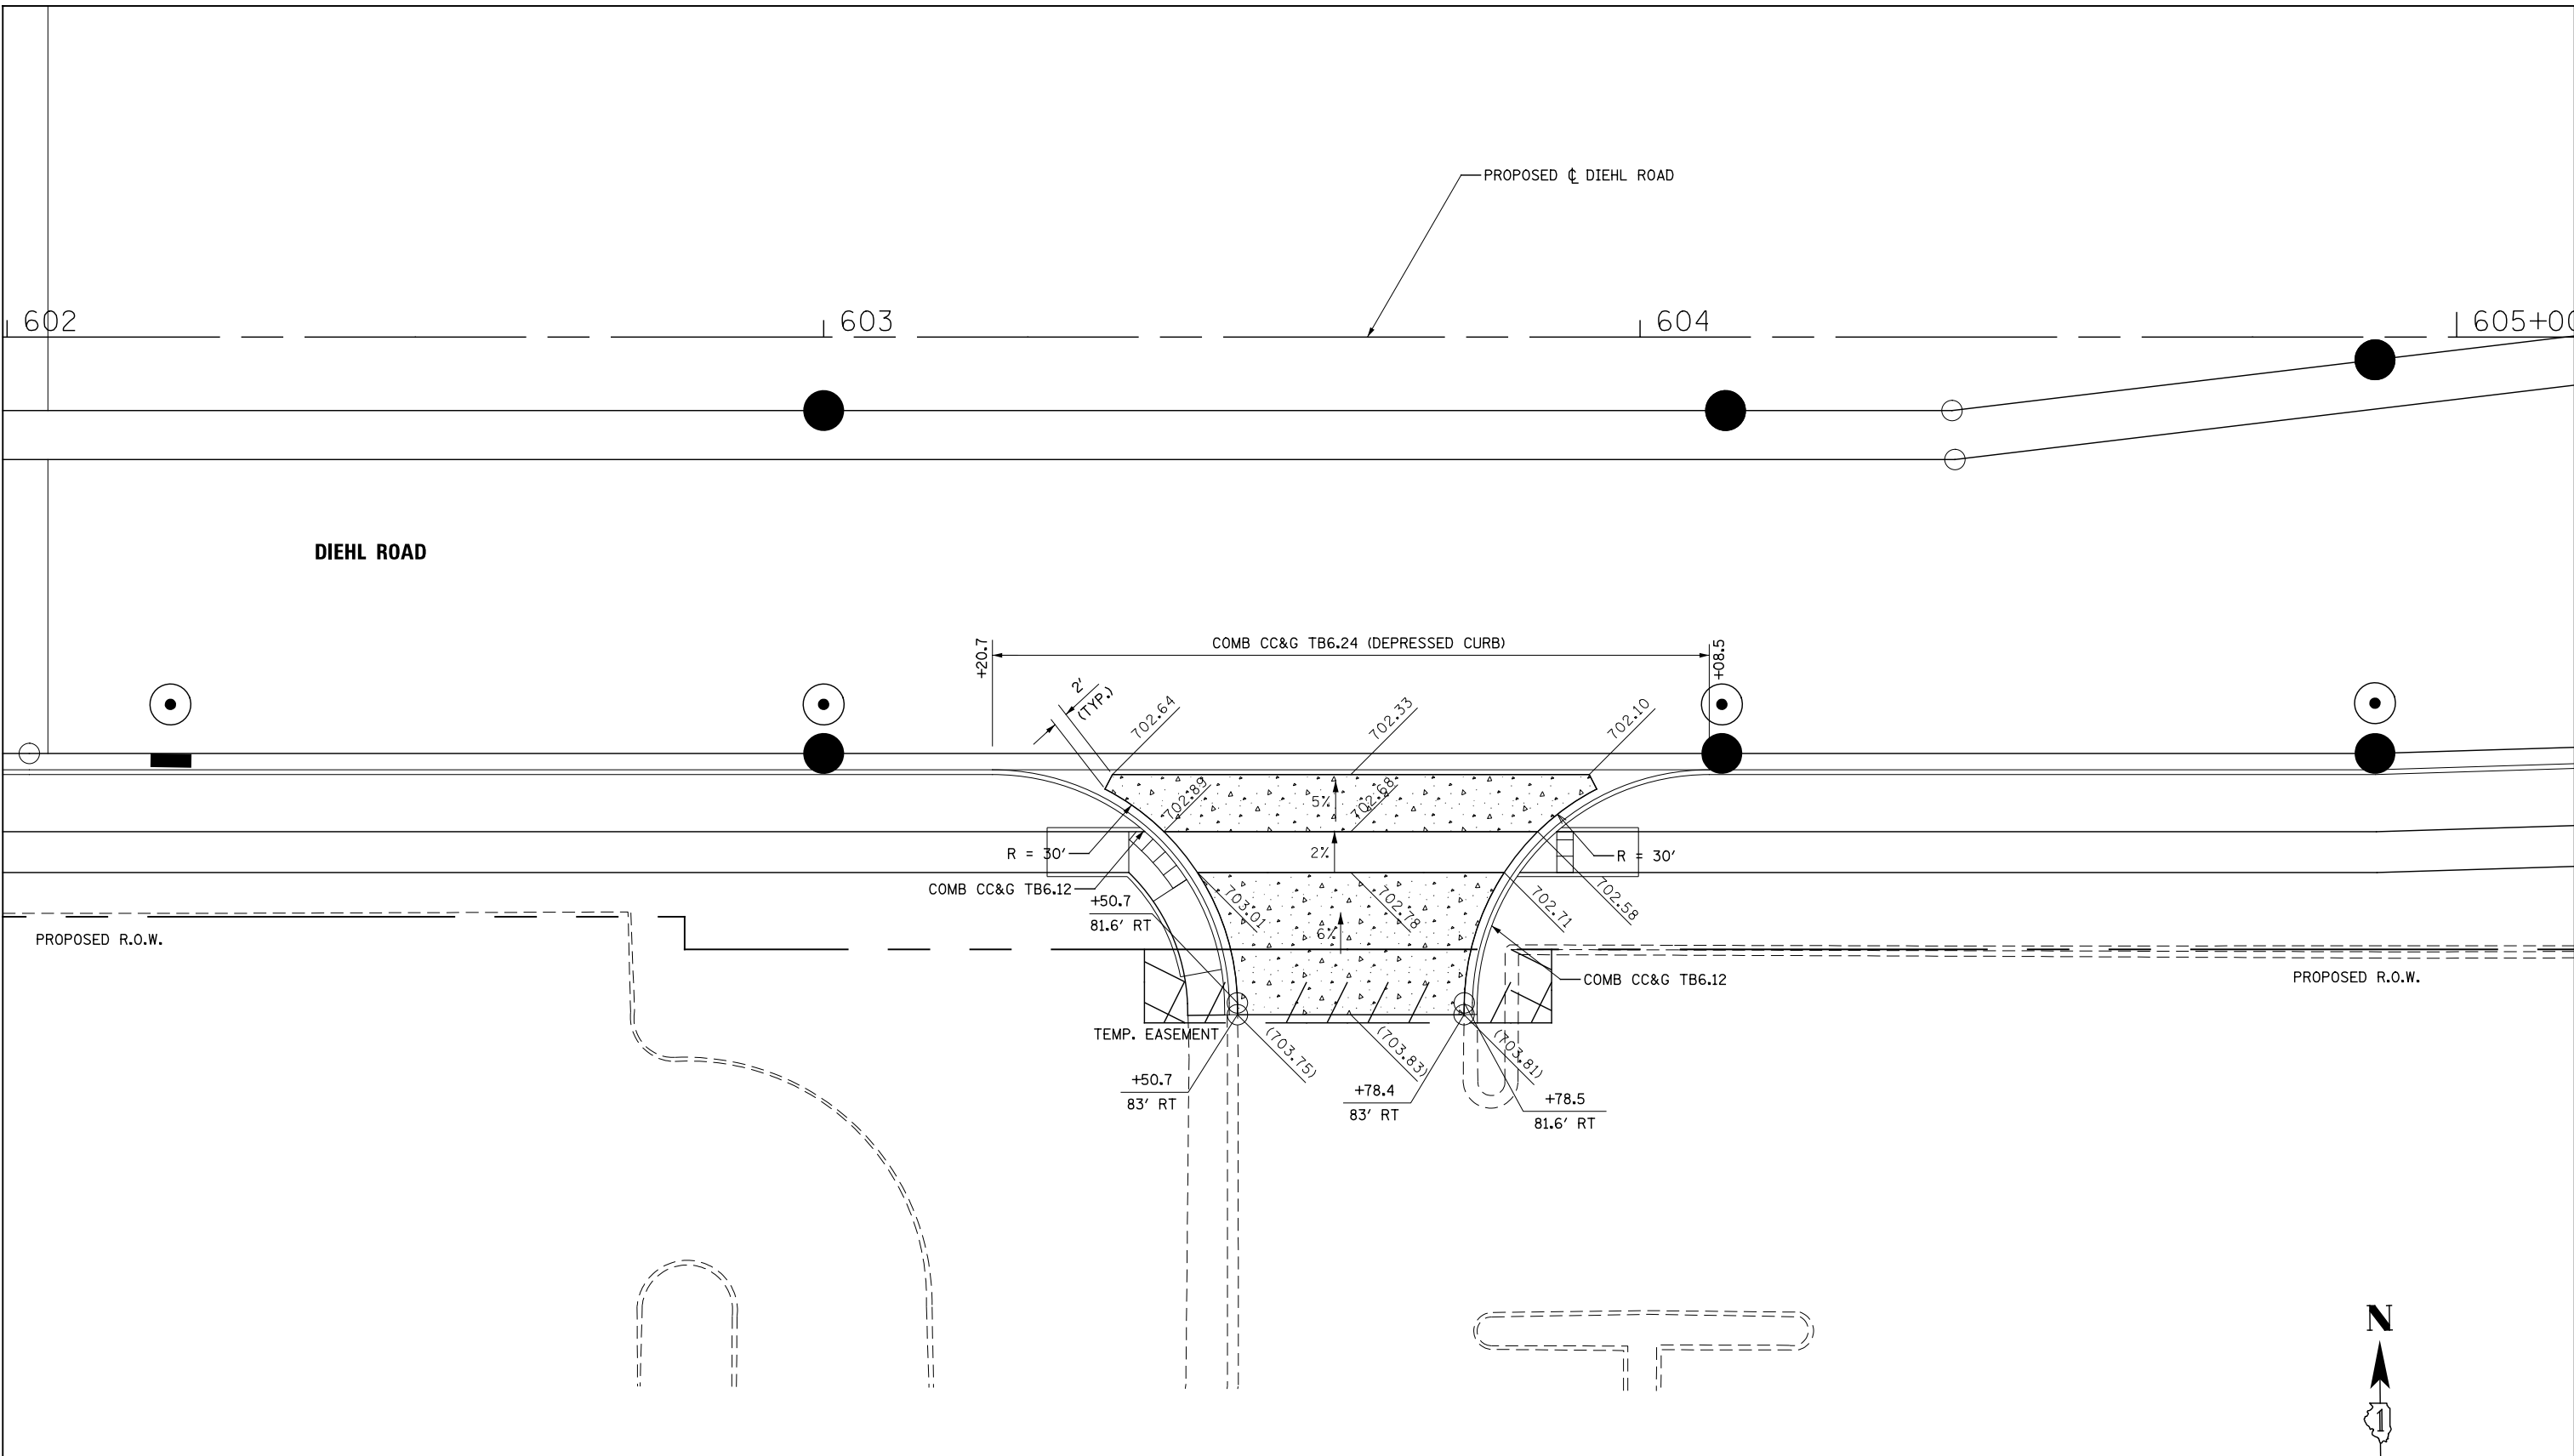 PROPOSED ℄ DIEHL ROAD
602
603
604
605+00
DIEHL ROAD
COMB CC&G TB6.24 (DEPRESSED CURB)
+20.7
+08.5
2'
(TYP.)
702.64
702.33
702.10
702.89
5%
702.68
R = 30'
2%
R = 30'
COMB CC&G TB6.12
+50.7
81.6' RT
703.01
702.78
702.71
702.58
6%
PROPOSED R.O.W.
COMB CC&G TB6.12
PROPOSED R.O.W.
TEMP. EASEMENT
(703.75)
(703.83)
(703.81)
+50.7
83' RT
+78.4
83' RT
+78.5
81.6' RT
N
1